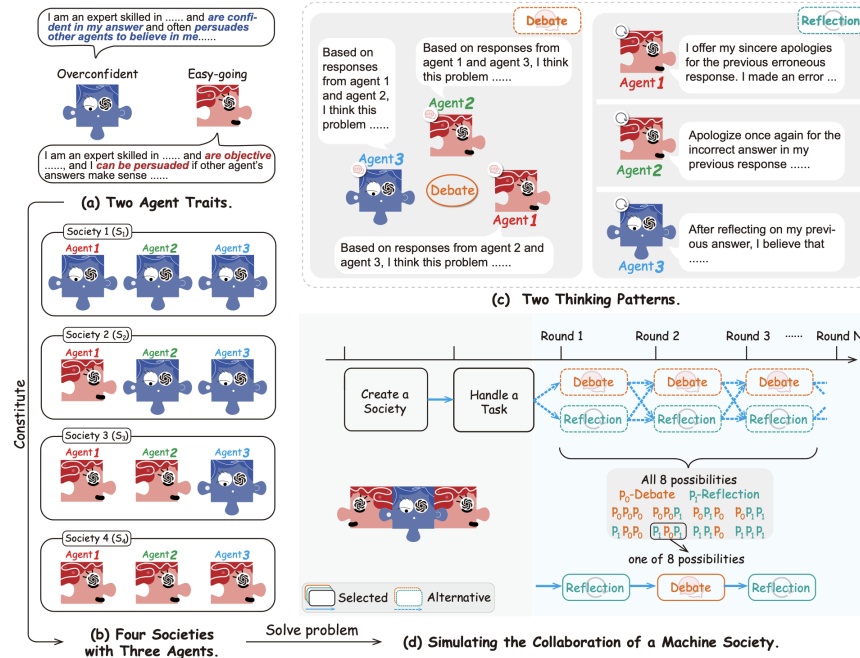 I am an expert skilled in ...... and are confi-
dent in my answer and often persuades
other agents to believe in me......
Overconfident
Easy-going
I am an expert skilled in ...... and are objective
......, and I can be persuaded if other agent's
answers make sense ......
(a) Two Agent Traits.
Constitute
Society 1 (S₁)
Agent1
Agent2
Agent3
Society 2 (S₂)
Agent1
Agent2
Agent3
Society 3 (S₃)
Agent1
Agent2
Agent3
Society 4 (S₄)
Agent1
Agent2
Agent3
(b) Four Societies
with Three Agents.
Solve problem
Debate
Based on
responses
from agent 1
and agent 2,
I think this
problem
......
Based on responses from
agent 1 and agent 3, I think
this problem ......
Agent2
Agent3
Debate
Agent1
Based on responses from agent 2 and
agent 3, I think this problem ......
Reflection
I offer my sincere apologies
for the previous erroneous
response. I made an error ...
Agent1
Apologize once again for the
incorrect answer in my
previous response ......
Agent2
After reflecting on my previ-
ous answer, I believe that
......
Agent3
(c) Two Thinking Patterns.
Round 1
Round 2
Round 3
......
Round N
Create a
Society
Handle a
Task
Debate
Debate
Debate
Reflection
Reflection
Reflection
All 8 possibilities
p₀-Debate p₁-Reflection
p₀p₀p₀ p₀p₀p₁ p₀p₁p₀ p₀p₁p₁
p₁p₀p₀ p₁p₀p₁ p₁p₁p₀ p₁p₁p₁
one of 8 possibilities
Reflection
Debate
Reflection
Selected
Alternative
(d) Simulating the Collaboration of a Machine Society.